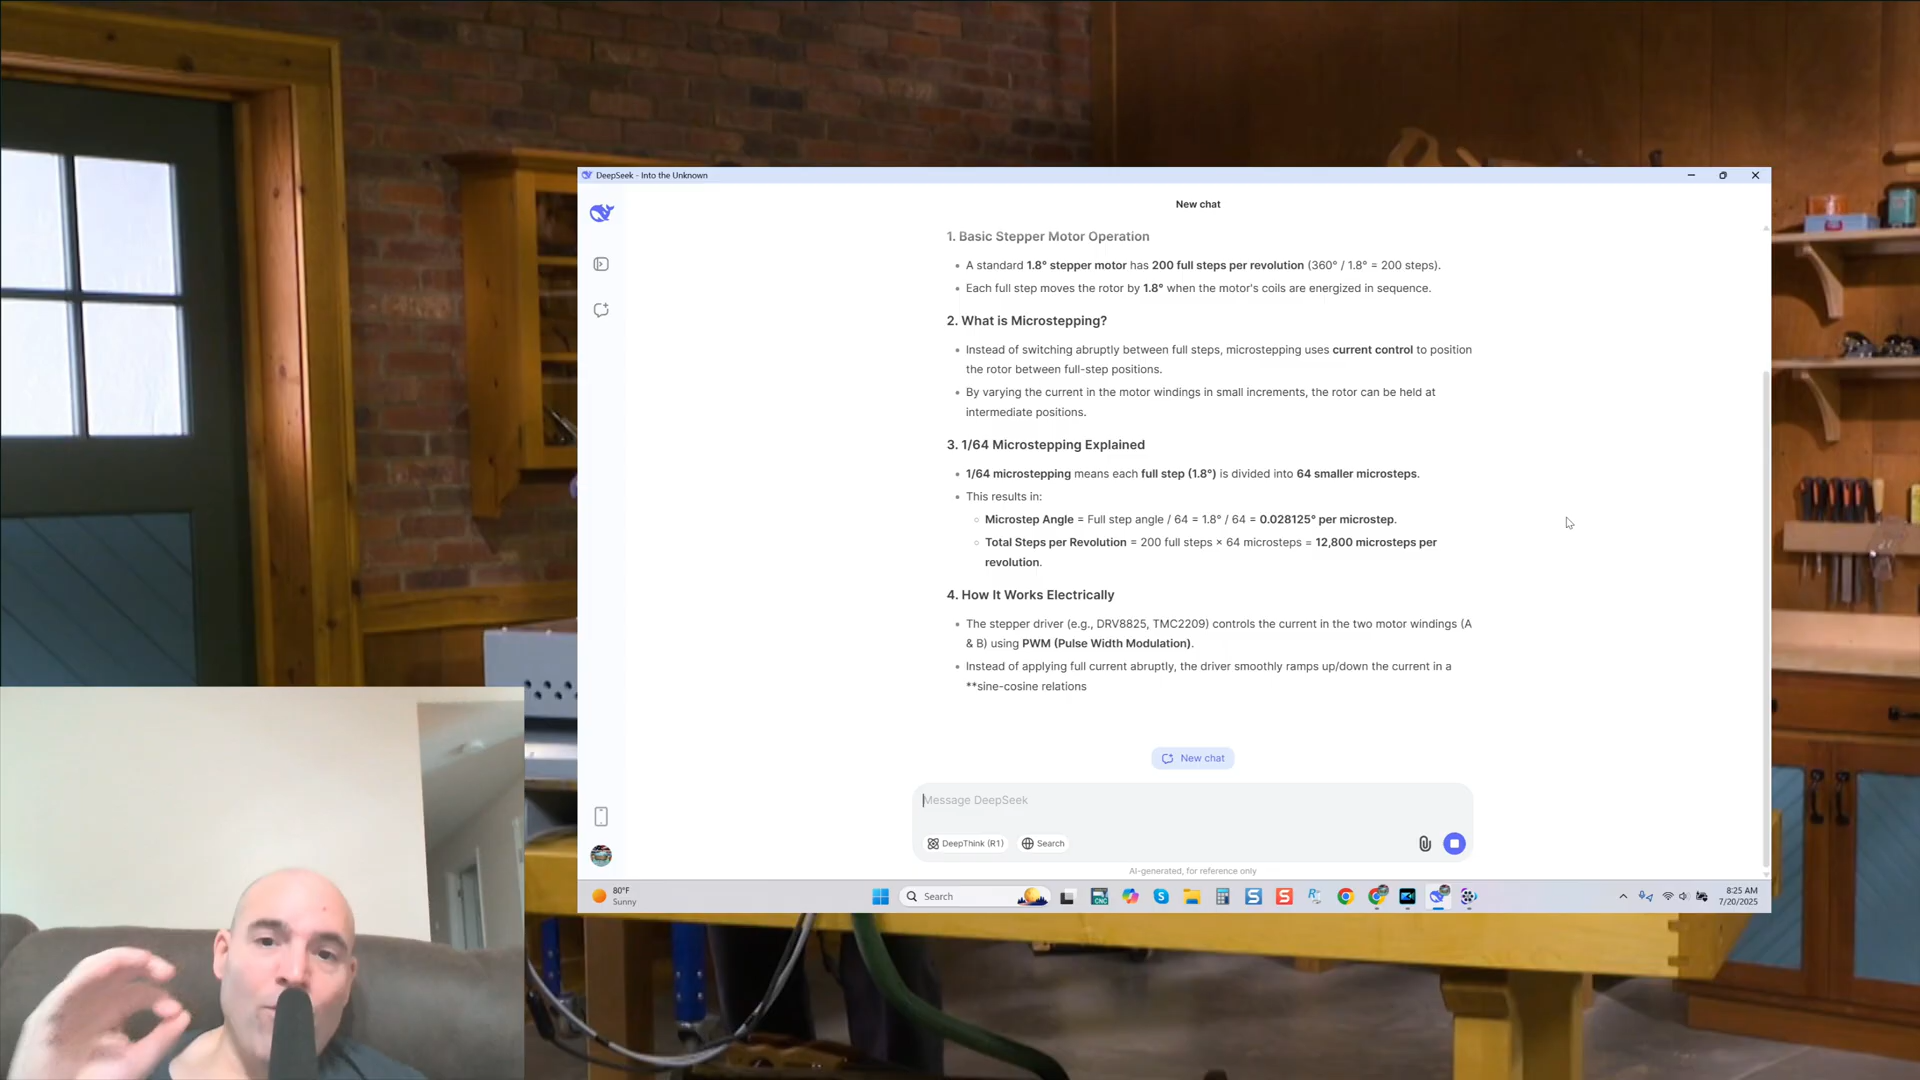 DeepSeek - Into the Unknown
New chat
1. Basic Stepper Motor Operation
• A standard 1.8° stepper motor has 200 full steps per revolution (360° / 1.8° = 200 steps).
• Each full step moves the rotor by 1.8° when the motor's coils are energized in sequence.
2. What is Microstepping?
• Instead of switching abruptly between full steps, microstepping uses current control to position
the rotor between full-step positions.
• By varying the current in the motor windings in small increments, the rotor can be held at
intermediate positions.
3. 1/64 Microstepping Explained
• 1/64 microstepping means each full step (1.8°) is divided into 64 smaller microsteps.
• This results in:
○ Microstep Angle = Full step angle / 64 = 1.8° / 64 = 0.028125° per microstep.
○ Total Steps per Revolution = 200 full steps × 64 microsteps = 12,800 microsteps per
revolution.
4. How It Works Electrically
• The stepper driver (e.g., DRV8825, TMC2209) controls the current in the two motor windings (A
& B) using PWM (Pulse Width Modulation).
• Instead of applying full current abruptly, the driver smoothly ramps up/down the current in a
**sine-cosine relations
New chat
Message DeepSeek
DeepThink (R1)
Search
AI-generated, for reference only
80°F
Sunny
Search
CNC
8:25 AM
7/20/2025